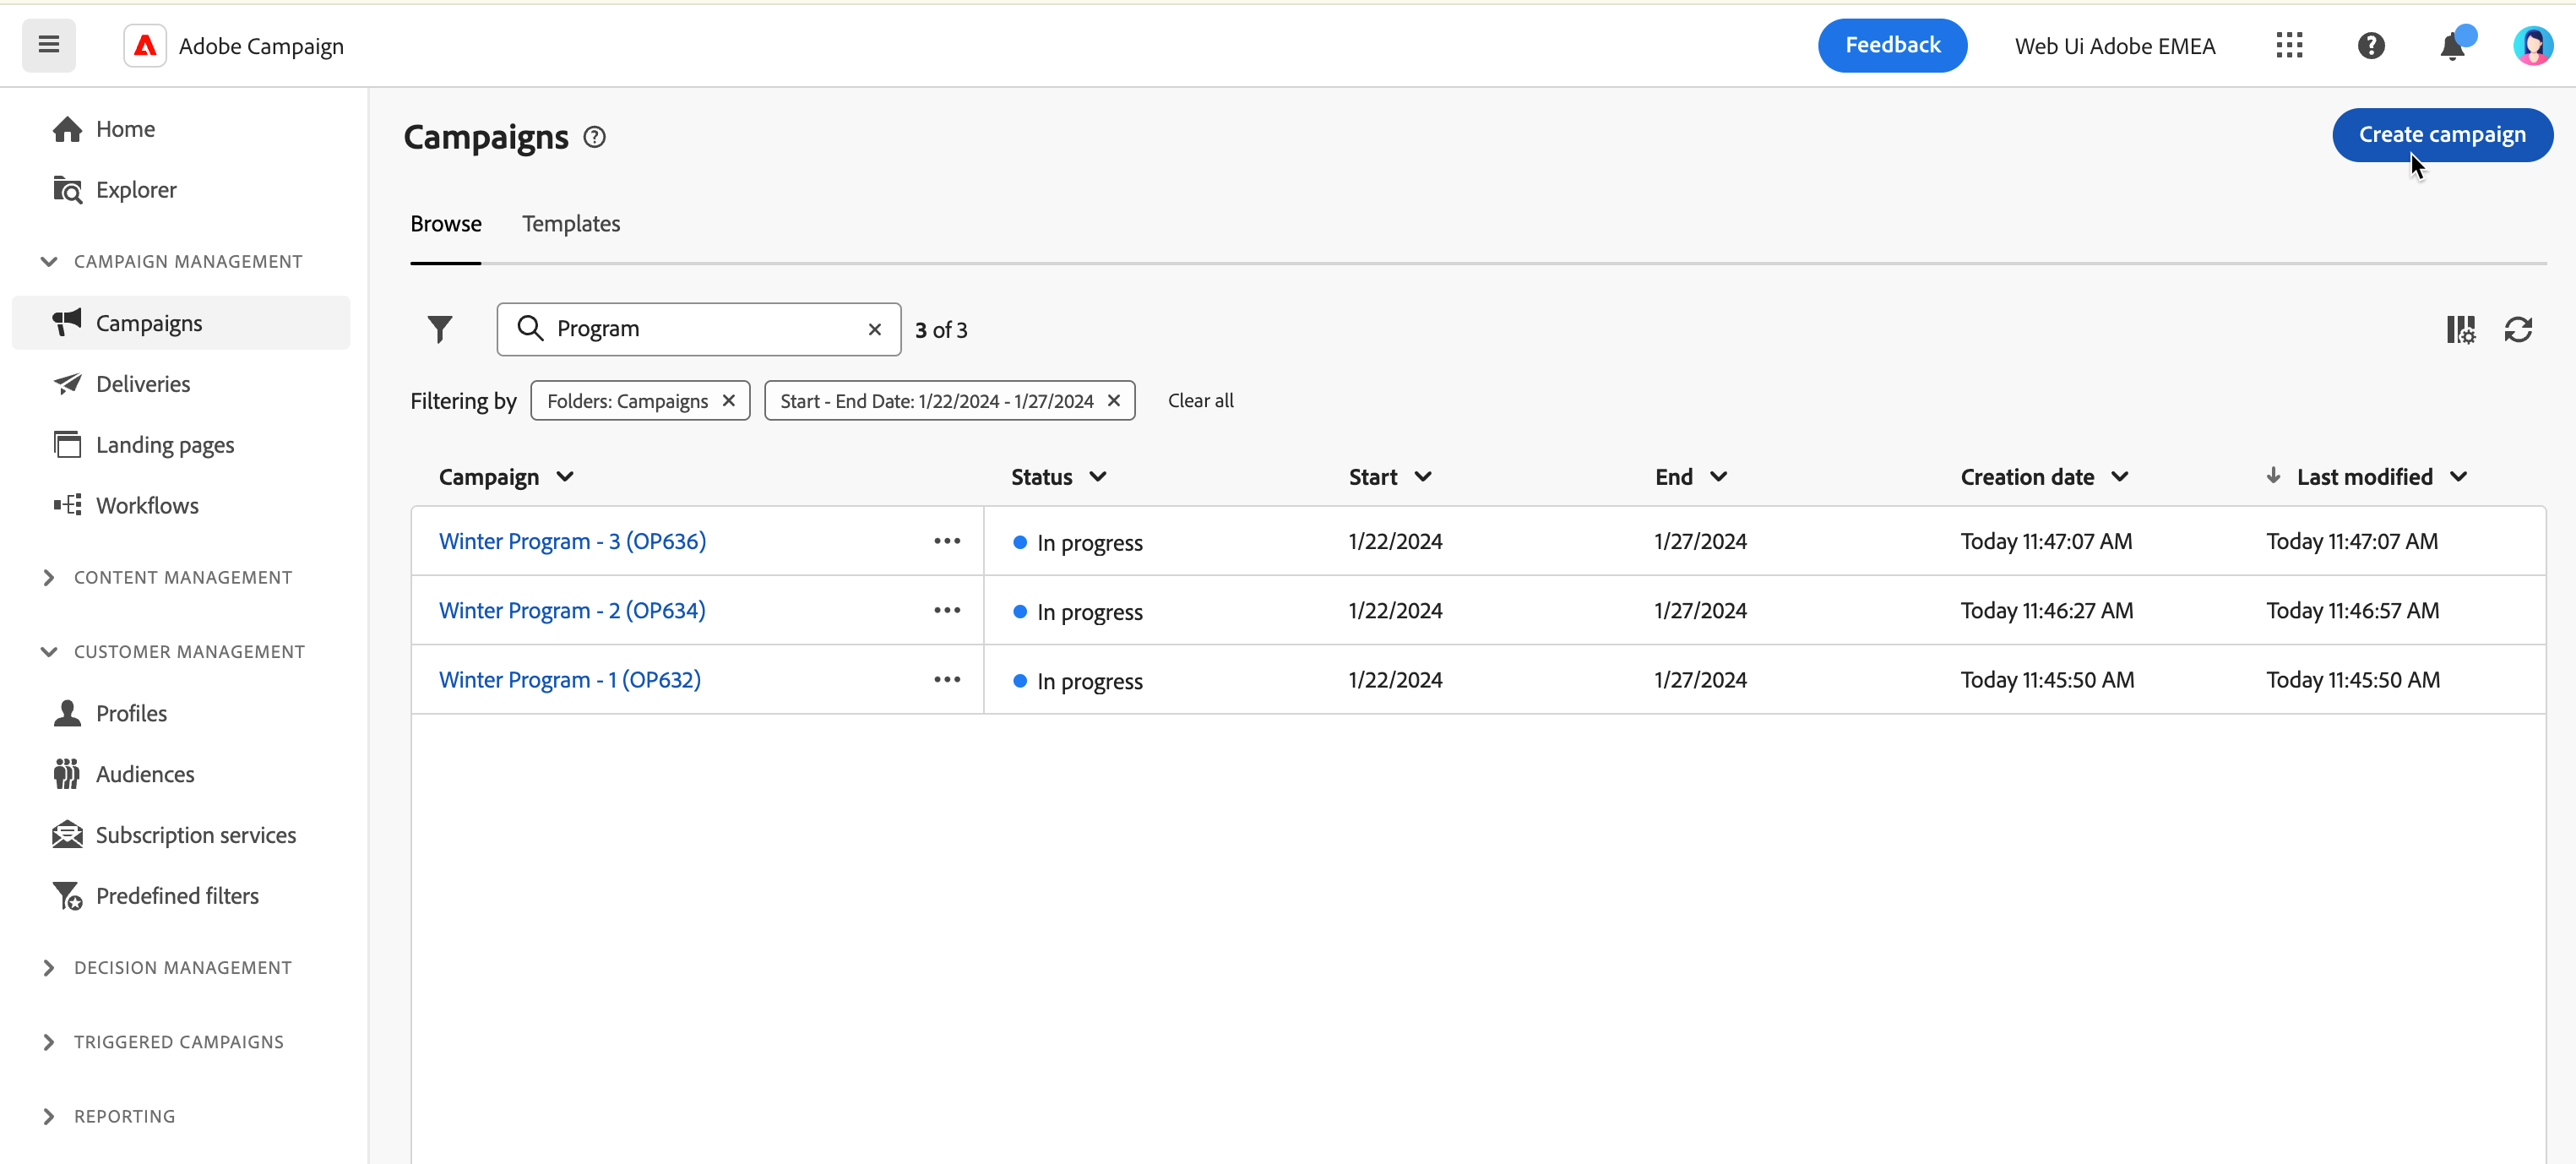 Adobe Campaign
Feedback
Web Ui Adobe EMEA
Home
Explorer
CAMPAIGN MANAGEMENT
Campaigns
Deliveries
Landing pages
Workflows
CONTENT MANAGEMENT
CUSTOMER MANAGEMENT
Profiles
Audiences
Subscription services
Predefined filters
DECISION MANAGEMENT
TRIGGERED CAMPAIGNS
REPORTING
Campaigns
Create campaign
Browse Templates
Program 3 of 3
Filtering by Folders: Campaigns Start - End Date: 1/22/2024 - 1/27/2024 Clear all
Campaign Status Start End Creation date Last modified
Winter Program - 3 (OP636) In progress 1/22/2024 1/27/2024 Today 11:47:07 AM Today 11:47:07 AM
Winter Program - 2 (OP634) In progress 1/22/2024 1/27/2024 Today 11:46:27 AM Today 11:46:57 AM
Winter Program - 1 (OP632) In progress 1/22/2024 1/27/2024 Today 11:45:50 AM Today 11:45:50 AM